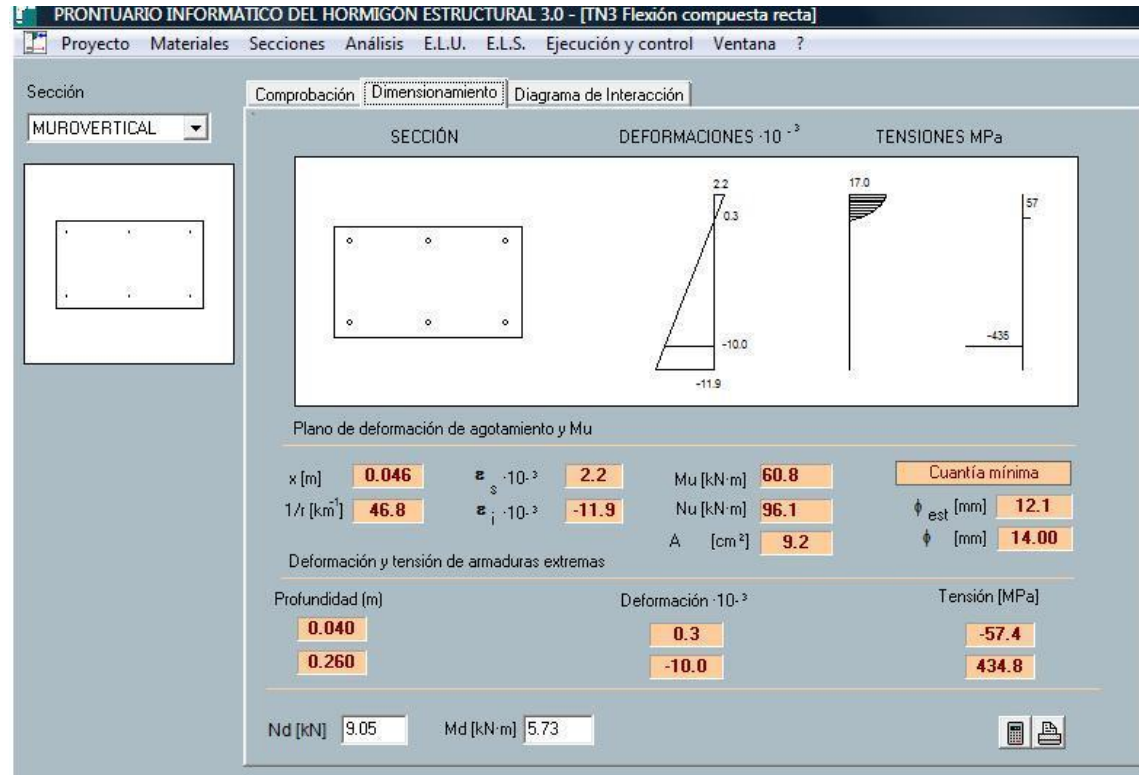 PRONTUARIO INFORMÁTICO DEL HORMIGÓN ESTRUCTURAL 3.0 - [TN3 Flexión compuesta recta]
Proyecto Materiales Secciones Análisis E.L.U. E.L.S. Ejecución y control Ventana ?
Sección
MUROVERTICAL
Comprobación Dimensionamiento Diagrama de Interacción
SECCIÓN DEFORMACIONES ·10 -³ TENSIONES MPa
2.2 17.0
0.3 57
-10.0 -435
-11.9
Plano de deformación de agotamiento y Mu
x [m] 0.046 ε s ·10-³ 2.2 Mu [kN·m] 60.8 Cuantía mínima
1/r [km-1] 46.8 ε i ·10-³ -11.9 Nu [kN·m] 96.1 ϕ est [mm] 12.1
A [cm²] 9.2 ϕ [mm] 14.00
Deformación y tensión de armaduras extremas
Profundidad (m) Deformación ·10-³ Tensión [MPa]
0.040 0.3 -57.4
0.260 -10.0 434.8
Nd [kN] 9.05 Md [kN·m] 5.73